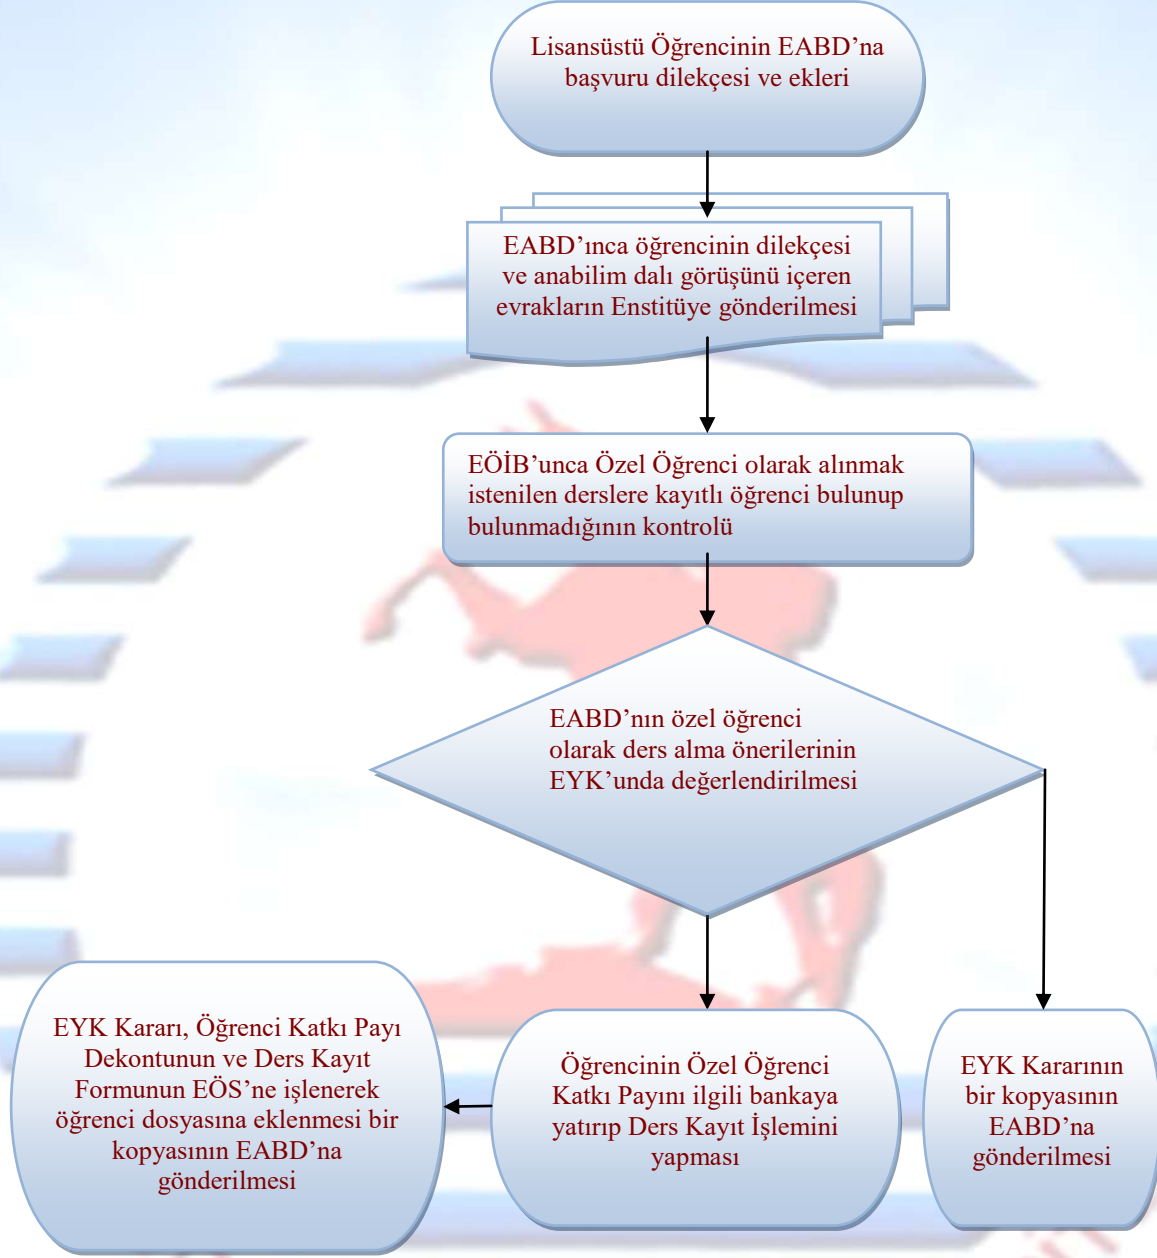 Lisansüstü Öğrencinin EABD’na
başvuru dilekçesi ve ekleri
EABD’ınca öğrencinin dilekçesi
ve anabilim dalı görüşünü içeren
evrakların Enstitüye gönderilmesi
EÖİB’unca Özel Öğrenci olarak alınmak
istenilen derslere kayıtlı öğrenci bulunup
bulunmadığının kontrolü
EABD’nın özel öğrenci
olarak ders alma önerilerinin
EYK’unda değerlendirilmesi
EYK Kararı, Öğrenci Katkı Payı
Dekontunun ve Ders Kayıt
Formunun EÖS’ne işlenerek
öğrenci dosyasına eklenmesi bir
kopyasının EABD’na
gönderilmesi
Öğrencinin Özel Öğrenci
Katkı Payını ilgili bankaya
yatırıp Ders Kayıt İşlemini
yapması
EYK Kararının
bir kopyasının
EABD’na
gönderilmesi